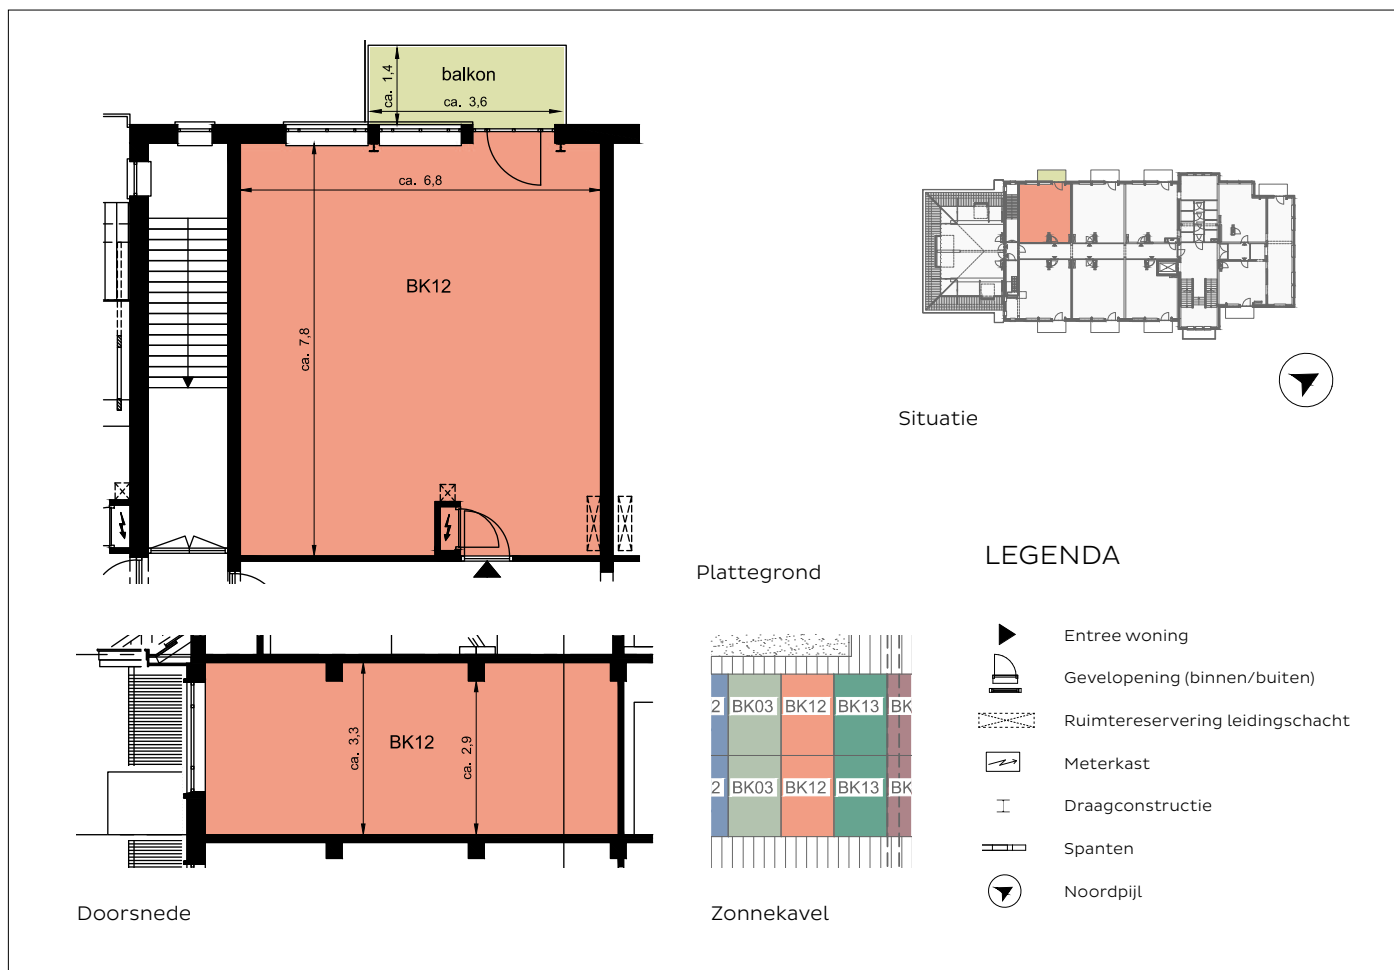 balkon
ca. 1,4
ca. 3,6
ca. 6,8
BK12
ca. 7,8
Plattegrond
Situatie
BK12
ca. 3,3
ca. 2,9
Doorsnede
2 BK03 BK12 BK13 BK
2 BK03 BK12 BK13 BK
Zonnekavel
LEGENDA
Entree woning
Gevelopening (binnen/buiten)
Ruimtereservering leidingschacht
Meterkast
Draagconstructie
Spanten
Noordpijl